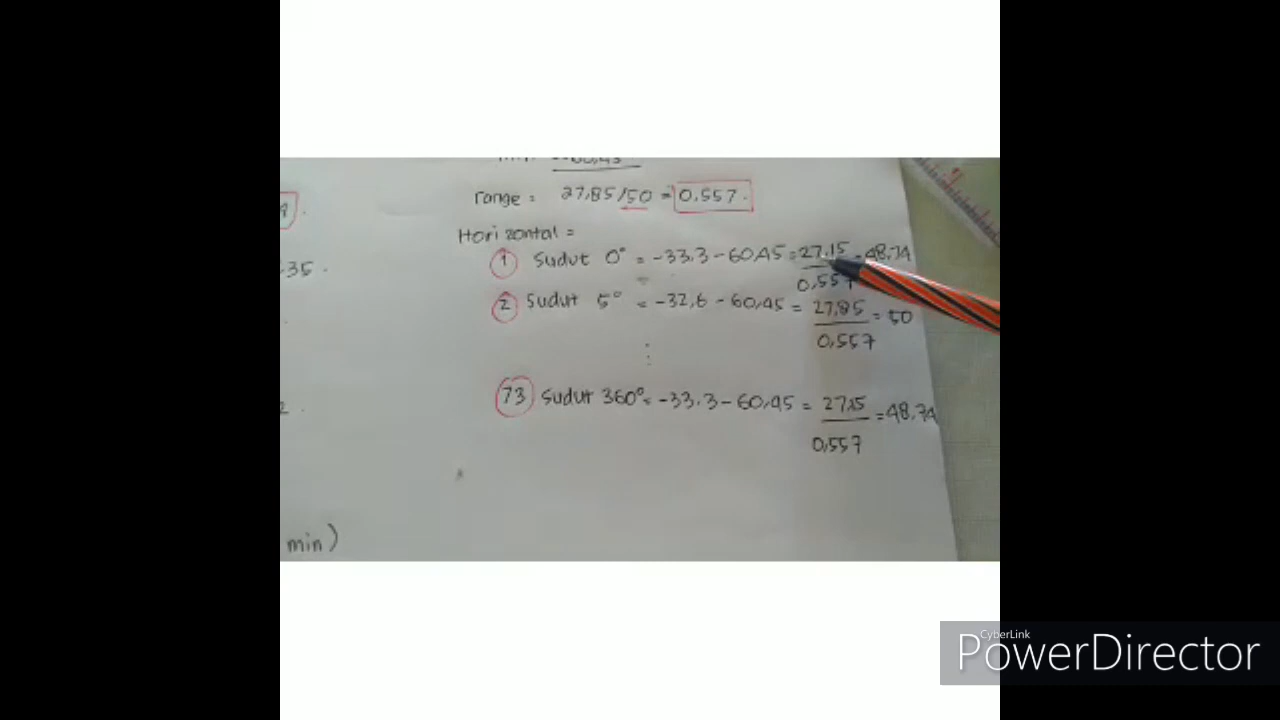 range = 27,85/50 = 0,557.
Horizontal =
1 Sudut 0° = -33.3 - 60,45 = 27,15 = 48,74
0,557
2 Sudut 5° = -32,6 - 60,45 = 27,85 = 50
0,557
73 Sudut 360° = -33.3 - 60,45 = 27,15 = 48,74
0,557
-35.
min)
CyberLink
PowerDirector